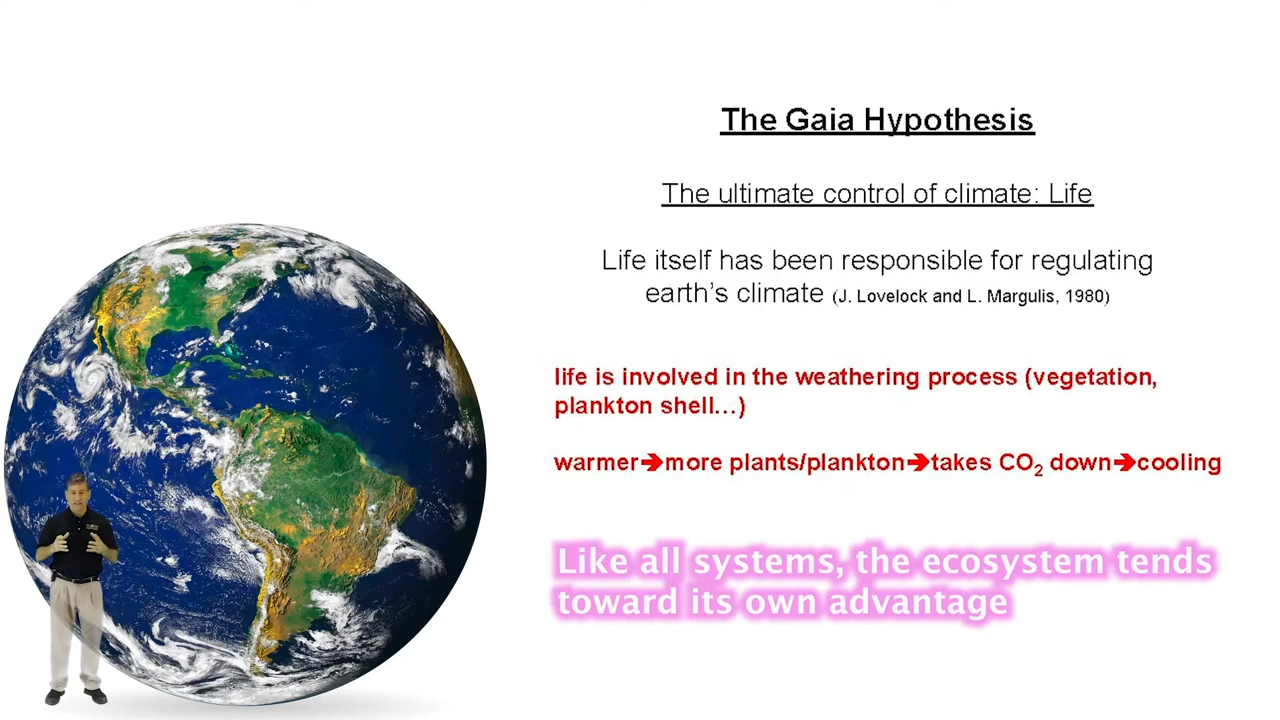 The Gaia Hypothesis
The ultimate control of climate: Life
Life itself has been responsible for regulating
earth's climate (J. Lovelock and L. Margulis, 1980)
life is involved in the weathering process (vegetation,
plankton shell…)
warmer➔more plants/plankton➔takes CO₂ down➔cooling
Like all systems, the ecosystem tends
toward its own advantage